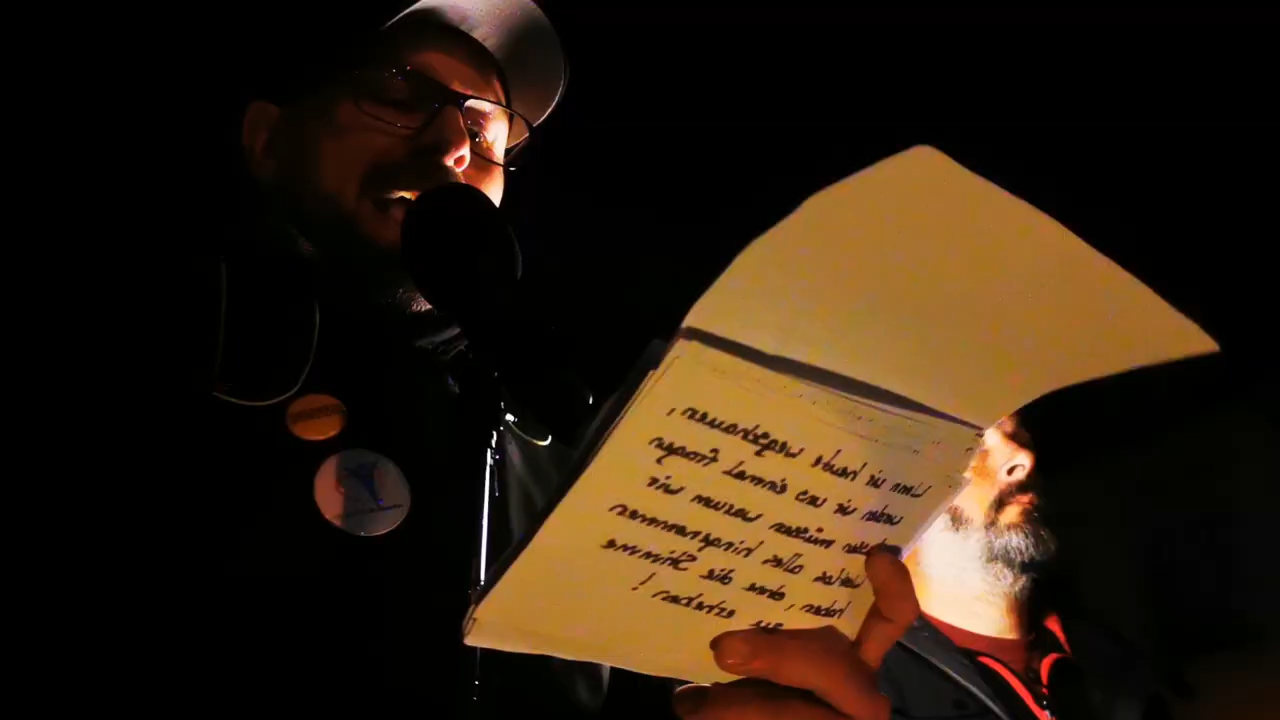 Wenn wir heute wegschauen,
werden wir uns einmal fragen
müssen warum wir
alles hingenommen
haben, ohne die Stimme
zu erheben!